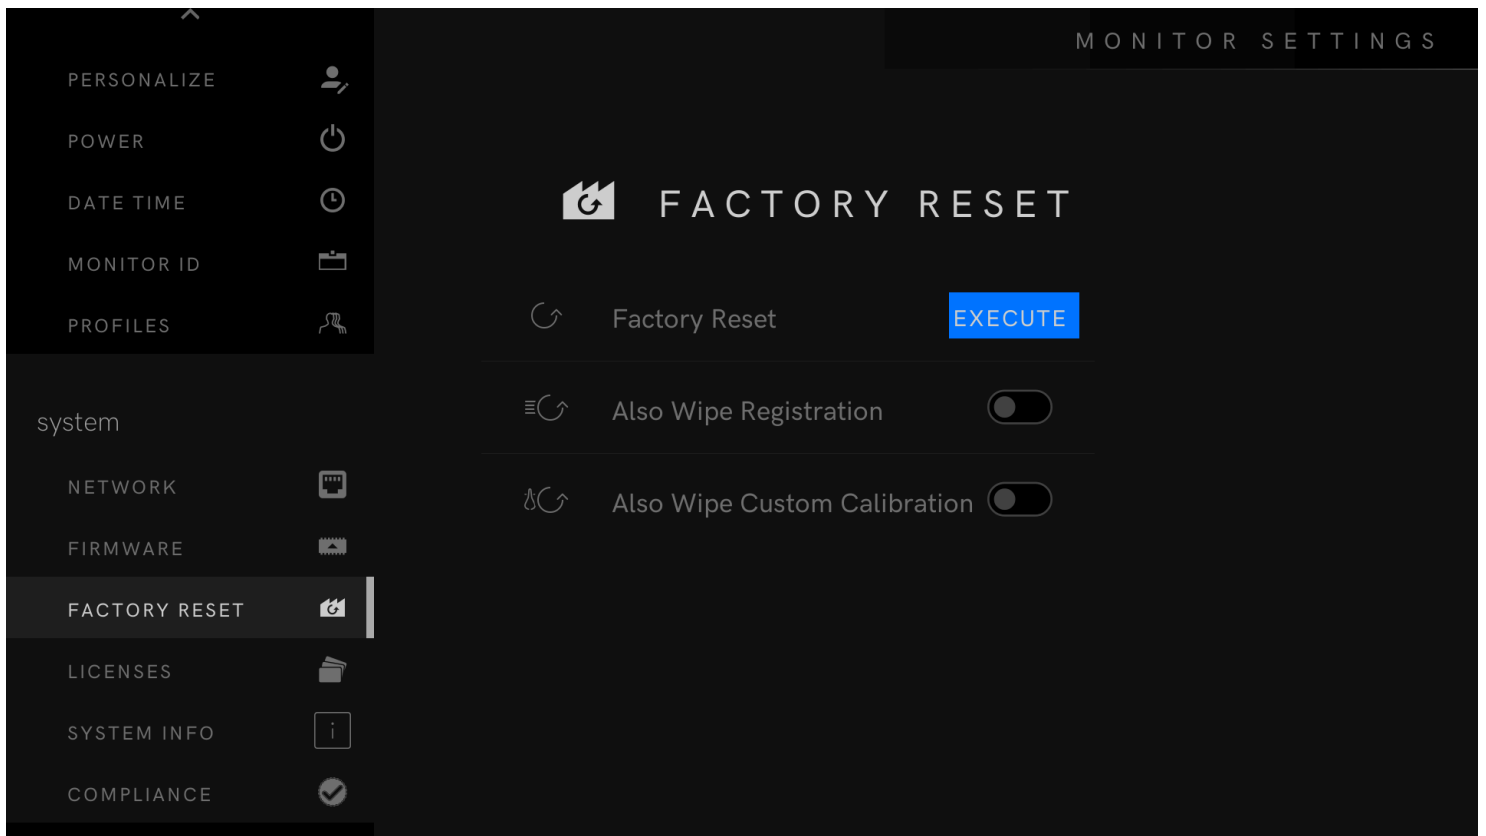 MONITOR SETTINGS
PERSONALIZE
POWER
DATE TIME
MONITOR ID
PROFILES
system
NETWORK
FIRMWARE
FACTORY RESET
LICENSES
SYSTEM INFO
i
COMPLIANCE
FACTORY RESET
Factory Reset EXECUTE
Also Wipe Registration
Also Wipe Custom Calibration